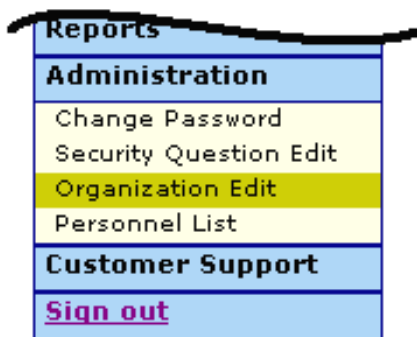 Reports
Administration
Change Password
Security Question Edit
Organization Edit
Personnel List
Customer Support
Sign out